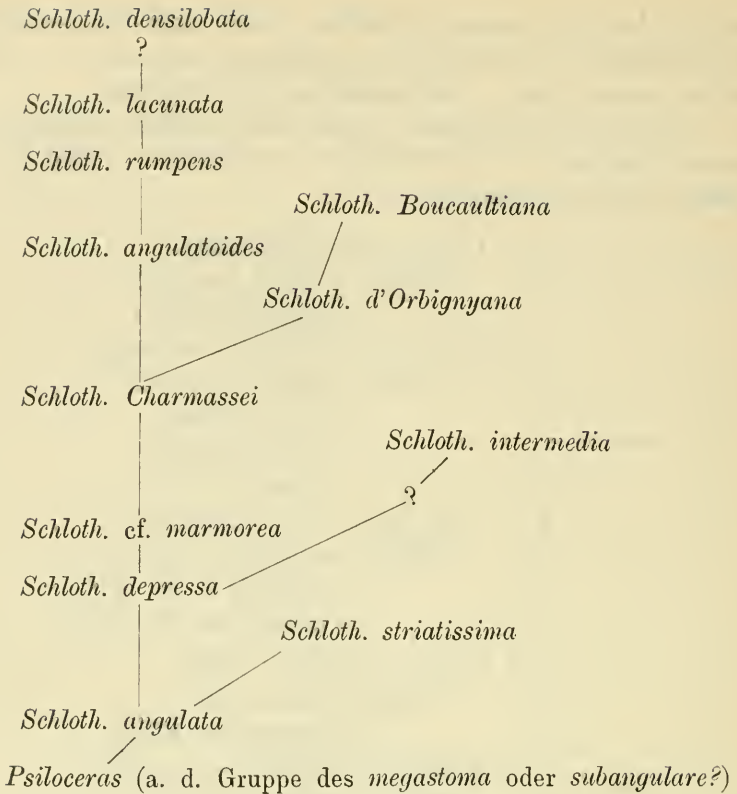 Schloth. densilobata
?
Schloth. lacunata
Schloth. rumpens
Schloth. Boucaultiana
Schloth. angulatoides
Schloth. d'Orbignyana
Schloth. Charmassei
Schloth. intermedia
?
Schloth. cf. marmorea
Schloth. depressa
Schloth. striatissima
Schloth. angulata
Psiloceras (a. d. Gruppe des megastoma oder subangulare?)